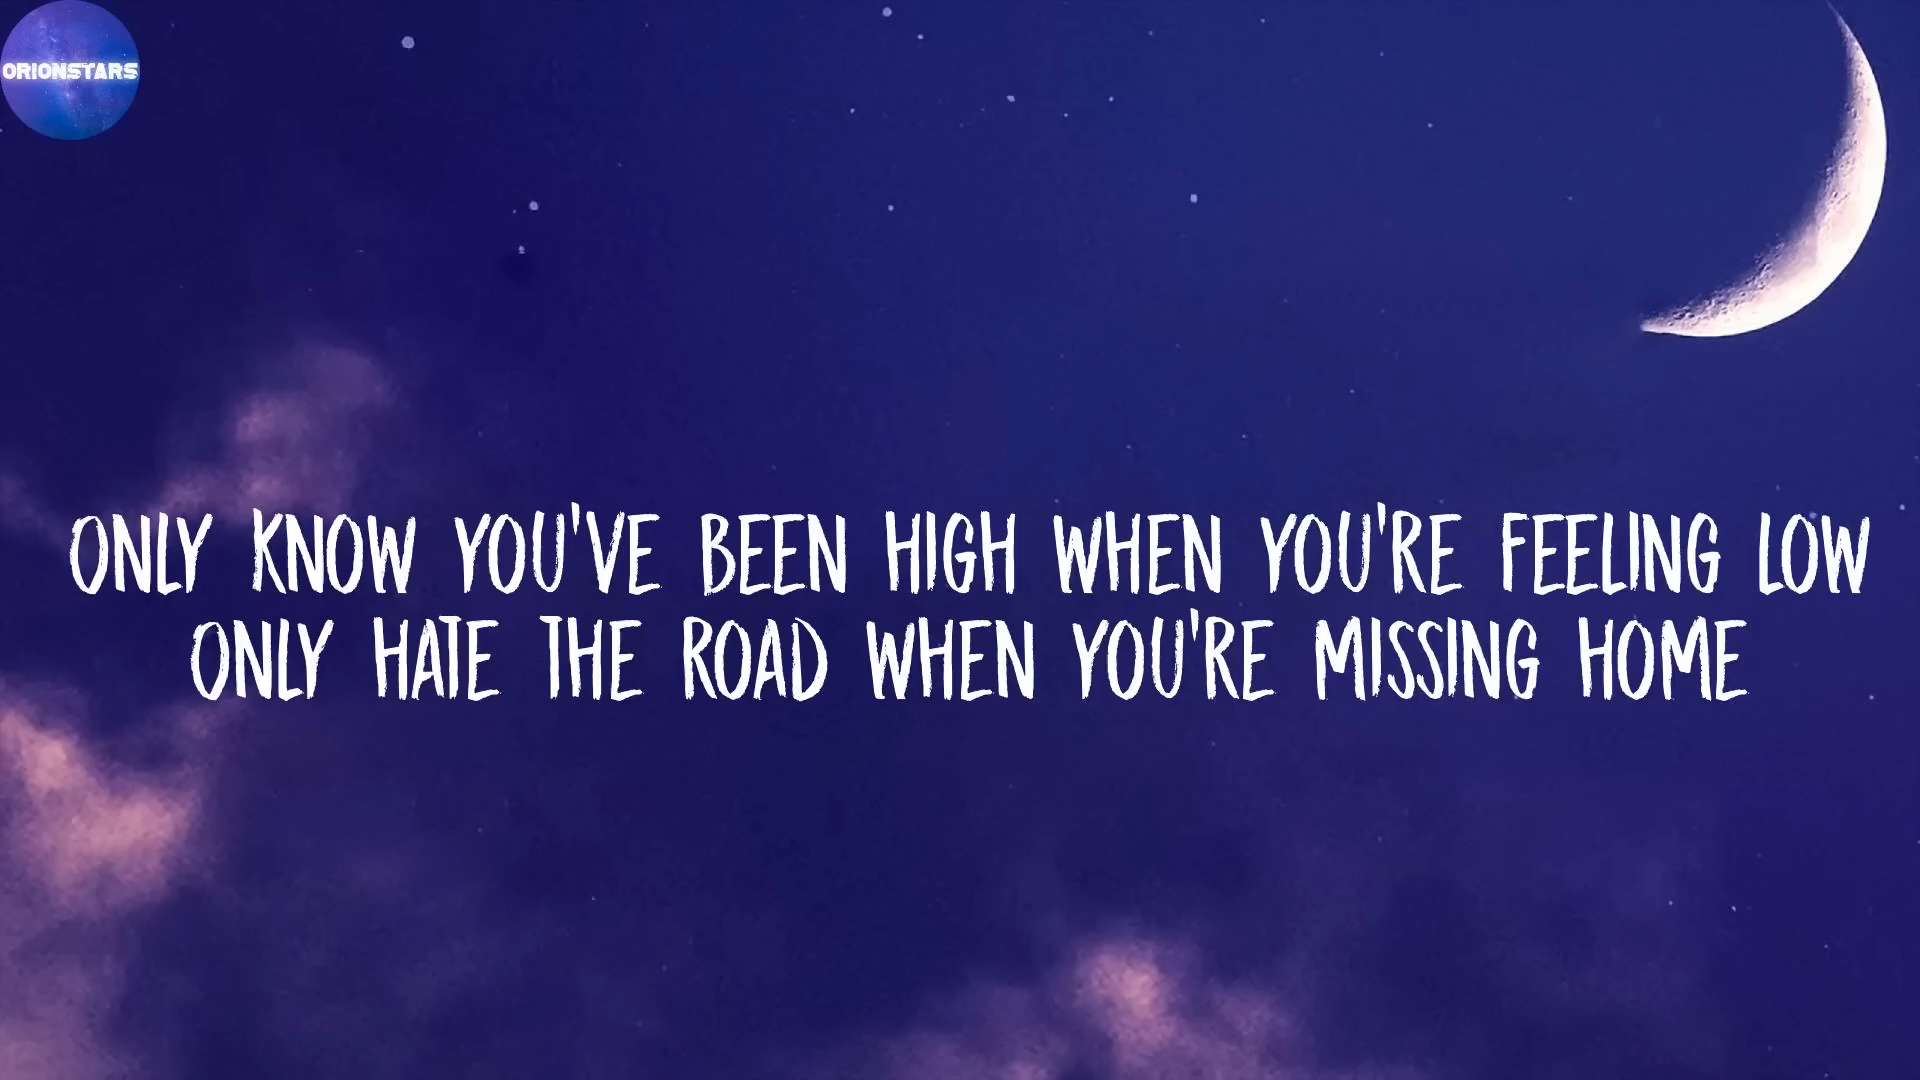 ORIONSTARS
ONLY KNOW YOU'VE BEEN HIGH WHEN YOU'RE FEELING LOW
ONLY HATE THE ROAD WHEN YOU'RE MISSING HOME